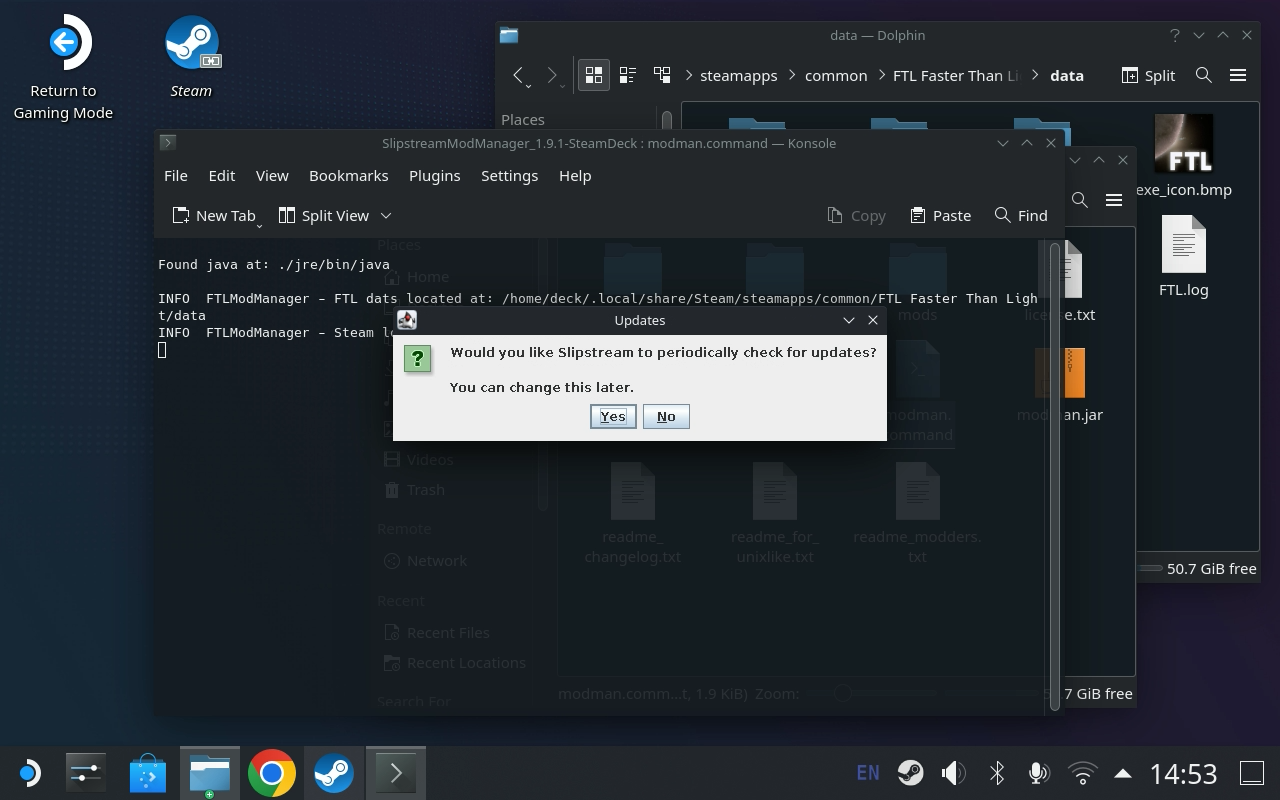 Return to
Gaming Mode
Steam
data — Dolphin
steamapps
common
FTL Faster Than Li
data
Split
Places
exe_icon.bmp
FTL.log
50.7 GiB free
SlipstreamModManager_1.9.1-SteamDeck : modman.command — Konsole
File
Edit
View
Bookmarks
Plugins
Settings
Help
New Tab
Split View
Copy
Paste
Find
Found java at: ./jre/bin/java
INFO  FTLModManager - FTL dats located at: /home/deck/.local/share/Steam/steamapps/common/FTL Faster Than Ligh
t/data
INFO  FTLModManager - Steam lo
Updates
Would you like Slipstream to periodically check for updates?
You can change this later.
Yes
No
Places
Home
mods
license.txt
modman.
command
modman.jar
Videos
Trash
Remote
Network
Recent
Recent Files
Recent Locations
Search For
readme_
changelog.txt
readme_for_
unixlike.txt
readme_modders.
txt
modman.comm...t, 1.9 KiB)
Zoom:
.7 GiB free
EN
14:53